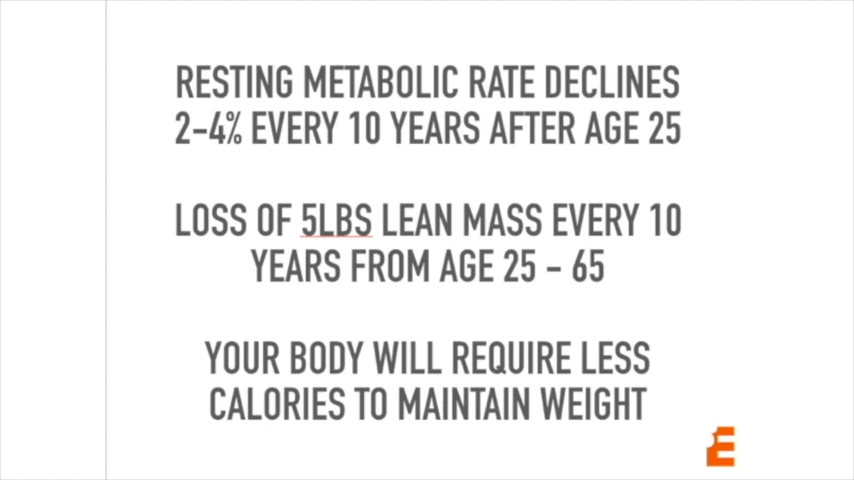 RESTING METABOLIC RATE DECLINES
2-4% EVERY 10 YEARS AFTER AGE 25
LOSS OF 5LBS LEAN MASS EVERY 10
YEARS FROM AGE 25 - 65
YOUR BODY WILL REQUIRE LESS
CALORIES TO MAINTAIN WEIGHT
E